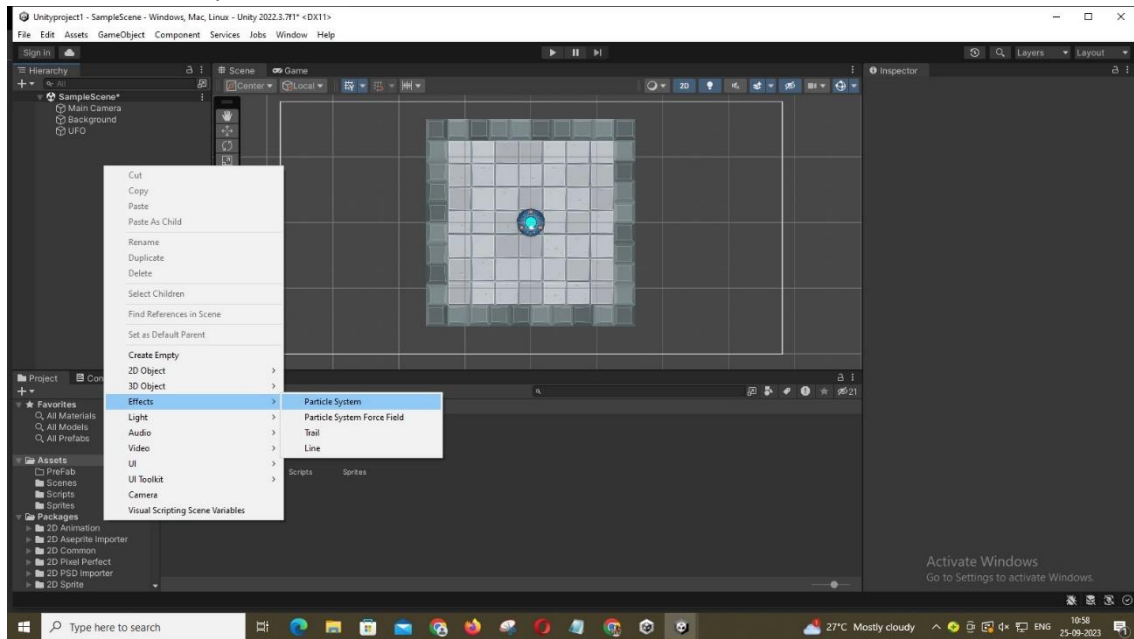 Unityproject1 - SampleScene - Windows, Mac, Linux - Unity 2022.3.7f1* <DX11>
File Edit Assets GameObject Component Services Jobs Window Help
Sign in
Layers Layout
Hierarchy
Scene Game
Inspector
All
Center Local
2D
SampleScene*
Main Camera
Background
UFO
Cut
Copy
Paste
Paste As Child
Rename
Duplicate
Delete
Select Children
Find References in Scene
Set as Default Parent
Create Empty
2D Object
3D Object
Effects
Light
Audio
Video
UI
UI Toolkit
Camera
Visual Scripting Scene Variables
Particle System
Particle System Force Field
Trail
Line
Project Con
21
Favorites
All Materials
All Models
All Prefabs
Assets
PreFab
Scenes
Scripts
Sprites
Packages
2D Animation
2D Aseprite Importer
2D Common
2D Pixel Perfect
2D PSD Importer
2D Sprite
Scripts Sprites
Activate Windows
Go to Settings to activate Windows.
Type here to search
27°C Mostly cloudy
ENG
10:58
25-09-2023